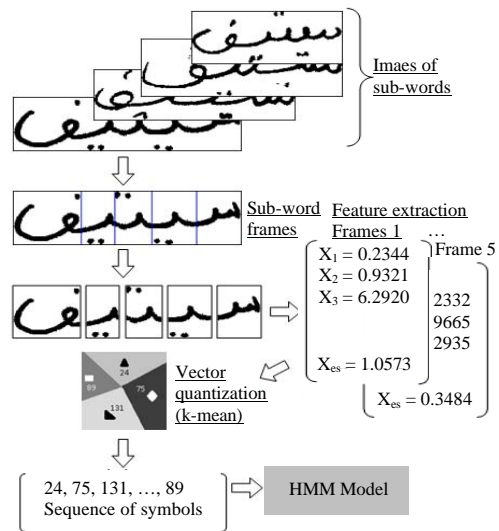 Imaes of
sub-words
Sub-word
frames
Feature extraction
Frames 1 …
Frame 5
X₁ = 0.2344
X₂ = 0.9321
X₃ = 6.2920
Xₑₛ = 1.0573
2332
9665
2935
Xₑₛ = 0.3484
24
89
75
131
Vector
quantization
(k-mean)
24, 75, 131, …, 89
Sequence of symbols
HMM Model